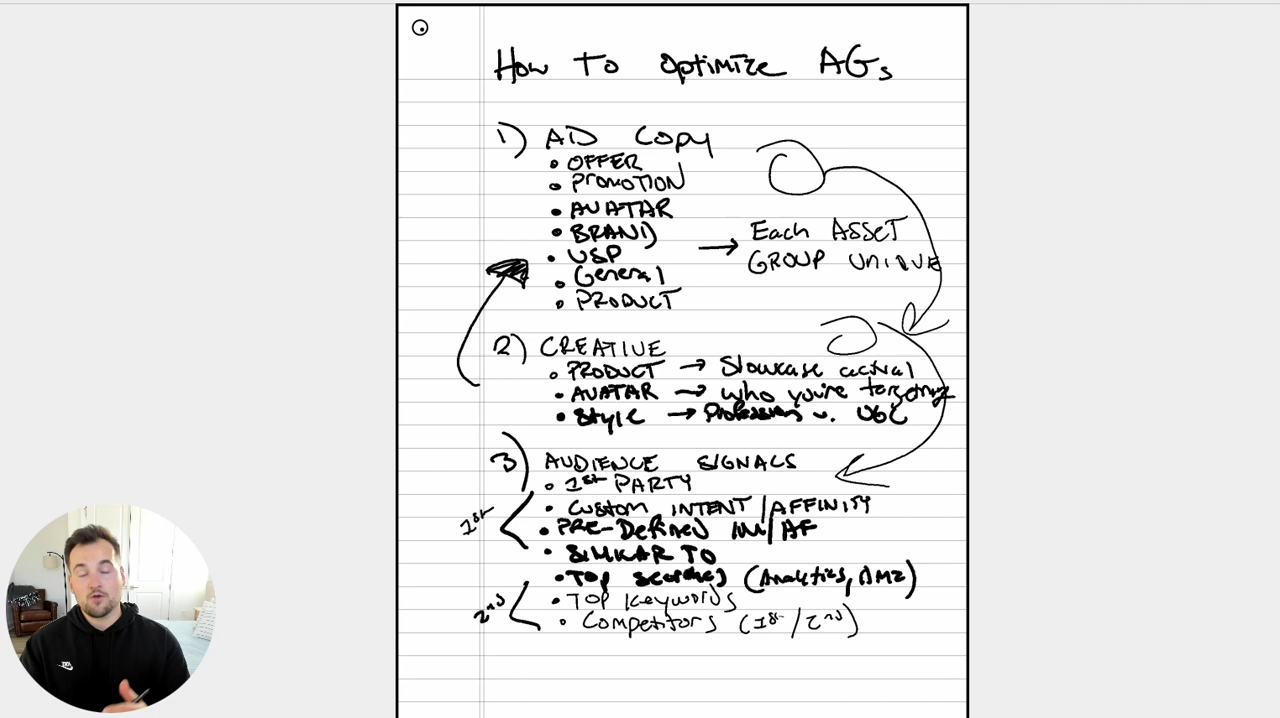 How To Optimize AGs
1) AD Copy
• OFFER
• PROMOTION
• AVATAR
• BRAND
• USP
• General
• PRODUCT
→ Each ASSET
GROUP UNIQUE
2) CREATIVE
• PRODUCT → Showcase actual
• AVATAR → who you're targeting
• Style → Professional v. UGC
3) AUDIENCE SIGNALS
• 1st PARTY
1st
• CUSTOM INTENT / AFFINITY
• PRE-Defined IM/AF
• SIMILAR TO
• Top searches (Analytics, AMZ)
2nd
• TOP Keywords
• Competitors (1st/2nd)